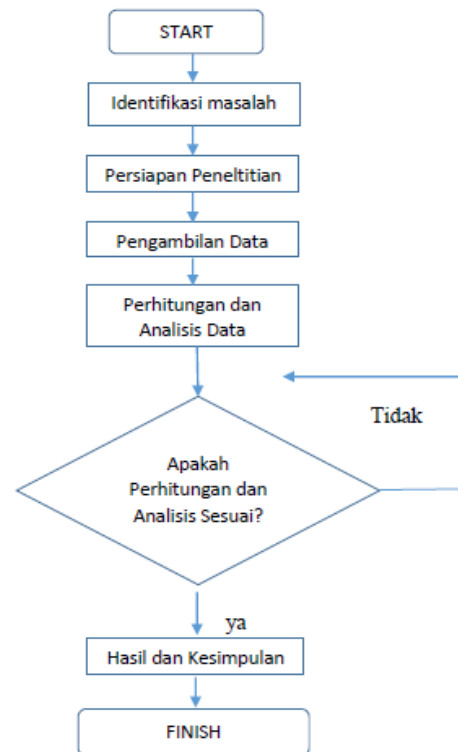 START
Identifikasi masalah
Persiapan Peneltitian
Pengambilan Data
Perhitungan dan
Analisis Data
Tidak
Apakah
Perhitungan dan
Analisis Sesuai?
ya
Hasil dan Kesimpulan
FINISH